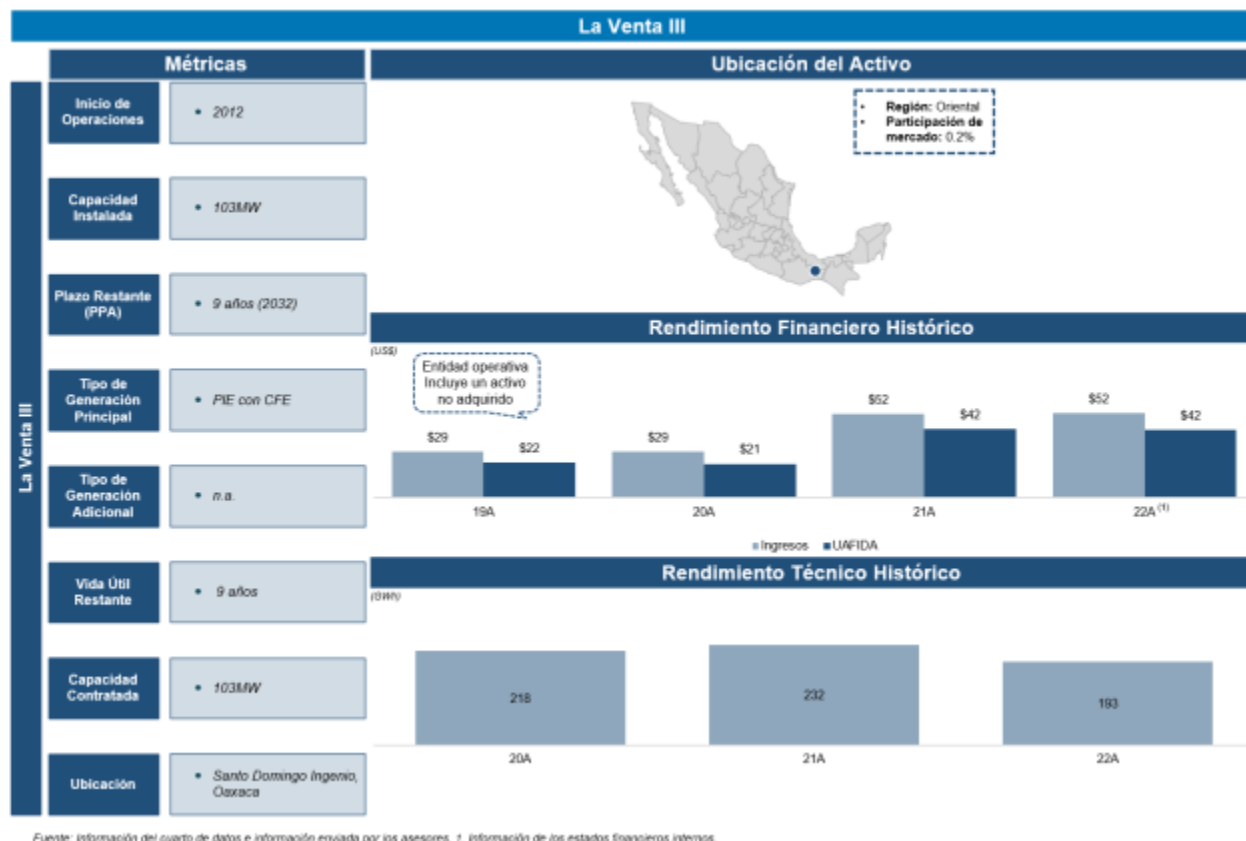 La Venta III
Métricas
Ubicación del Activo
La Venta III
Inicio de
Operaciones
• 2012
Capacidad
Instalada
• 103MW
Plazo Restante
(PPA)
• 9 años (2032)
Tipo de
Generación
Principal
• PIE con CFE
Tipo de
Generación
Adicional
• n.a.
Vida Útil
Restante
• 9 años
Capacidad
Contratada
• 103MW
Ubicación
• Santo Domingo Ingenio,
Oaxaca
• Región: Oriental
• Participación de
mercado: 0.2%
Rendimiento Financiero Histórico
(US$)
Entidad operativa
Incluye un activo
no adquirido
$29
$22
$29
$21
$52
$42
$52
$42
19A
20A
21A
22A (1)
Ingresos
UAFIDA
Rendimiento Técnico Histórico
(GWh)
218
232
193
20A
21A
22A
Fuente: Información del cuarto de datos e información enviada por los asesores. 1. Información de los estados financieros internos.